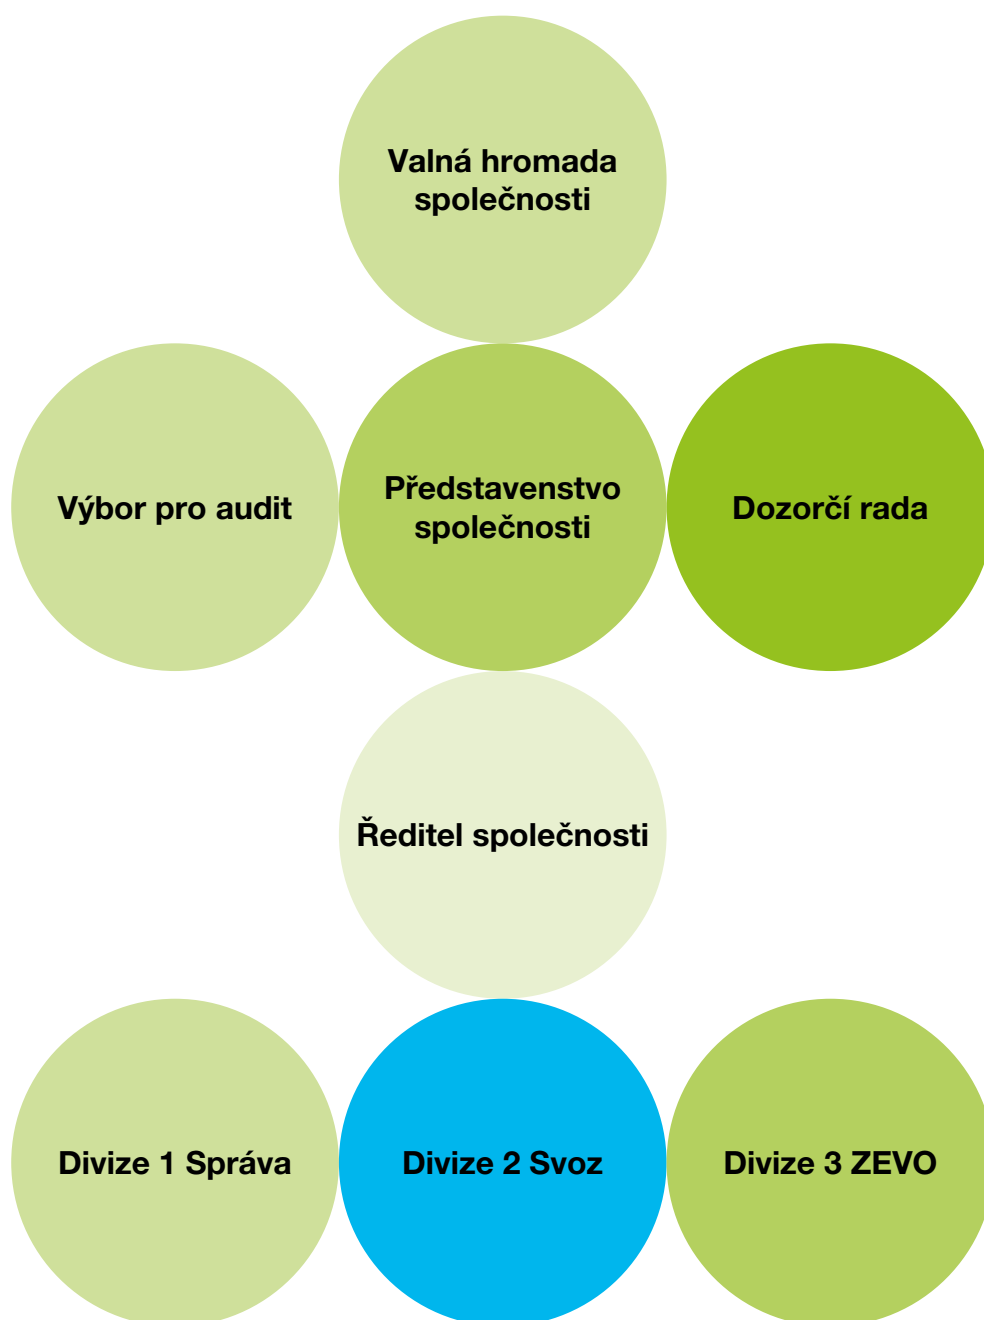 Valná hromada
společnosti
Výbor pro audit
Představenstvo
společnosti
Dozorčí rada
Ředitel společnosti
Divize 1 Správa
Divize 2 Svoz
Divize 3 ZEVO